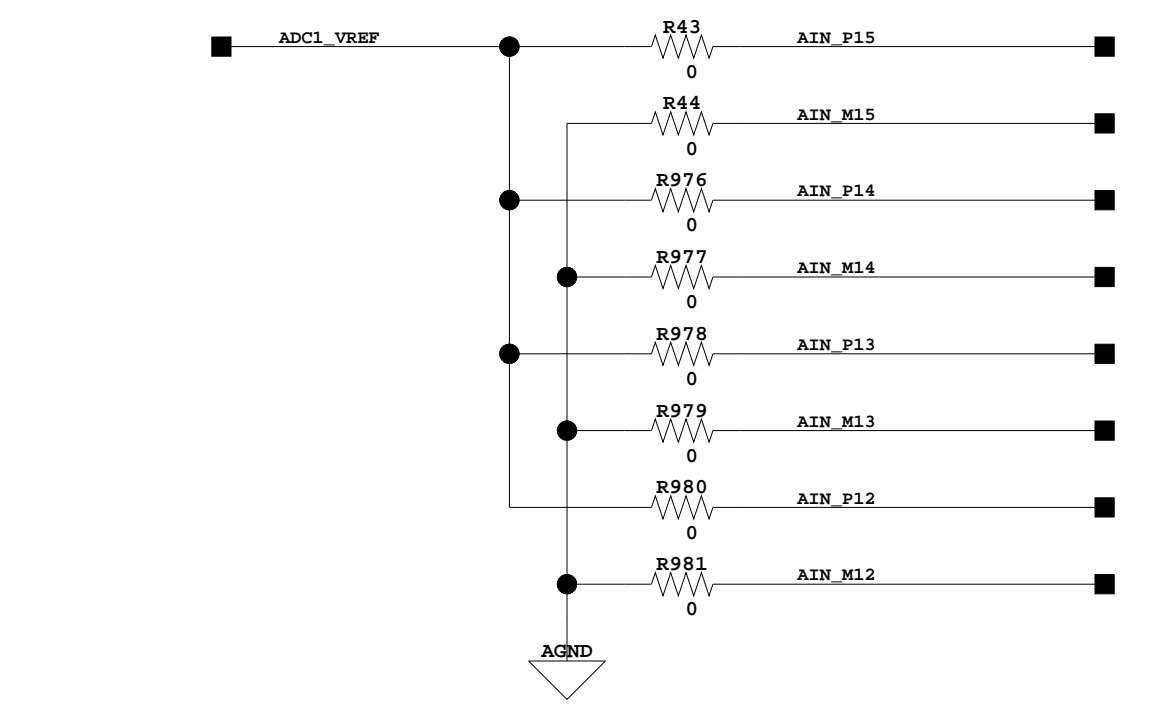 R43
ADC1_VREF
AIN_P15
0
R44
AIN_M15
0
R976
AIN_P14
0
R977
AIN_M14
0
R978
AIN_P13
0
R979
AIN_M13
0
R980
AIN_P12
0
R981
AIN_M12
0
AGND